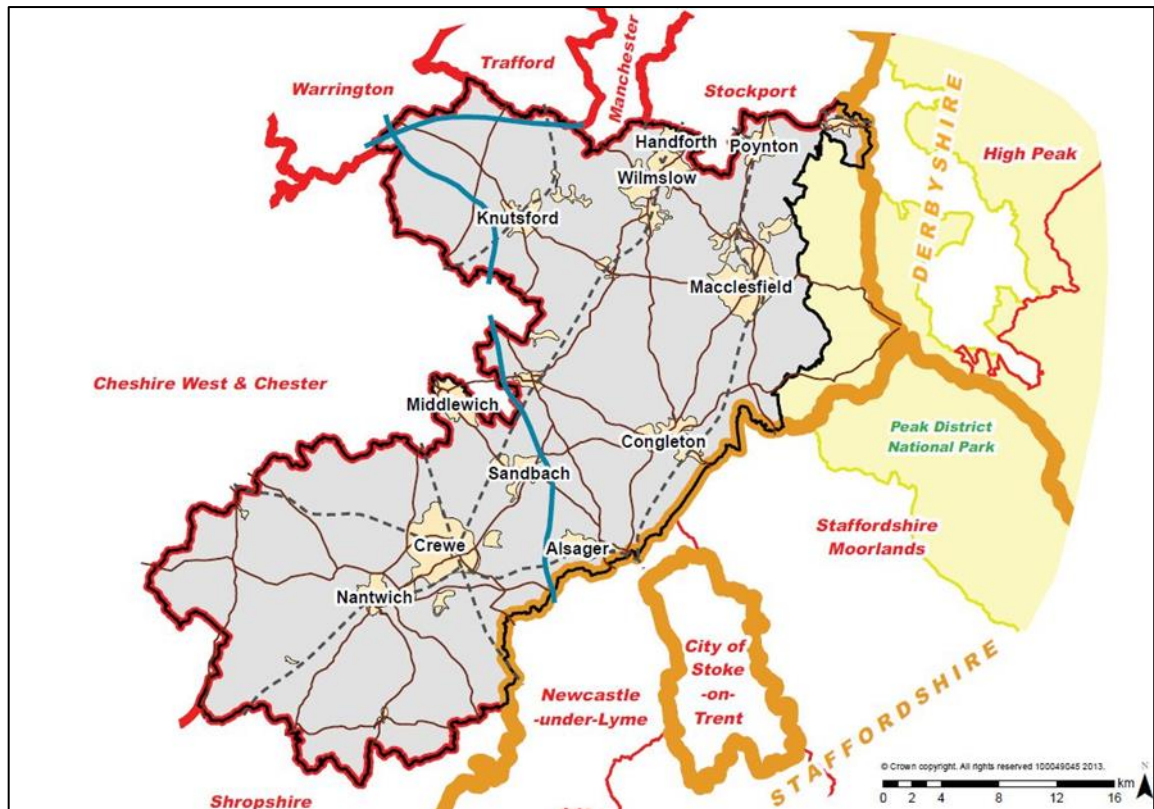 Trafford
Manchester
Warrington
Stockport
Handforth
Poynton
DERBYSHIRE
High Peak
Wilmslow
Knutsford
Macclesfield
Cheshire West & Chester
Middlewich
Congleton
Peak District
National Park
Sandbach
Staffordshire
Moorlands
Crewe
Alsager
Nantwich
City of
Stoke
-on-
Trent
Newcastle
-under-Lyme
STAFFORDSHIRE
© Crown copyright. All rights reserved 100049045 2013.
N
km
0 2 4 8 12 16
Shropshire